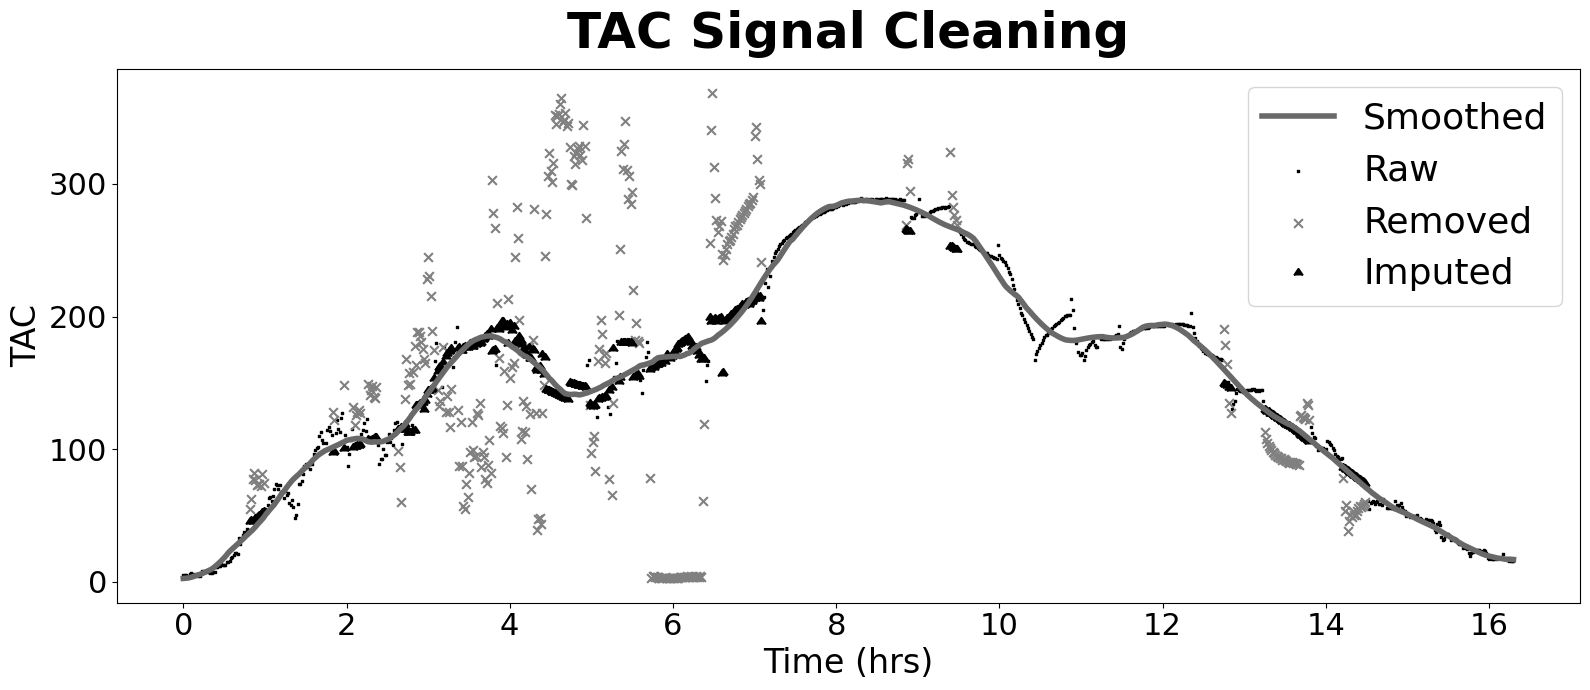 TAC Signal Cleaning
Smoothed
Raw
Removed
Imputed
TAC
300
200
100
0
0 2 4 6 8 10 12 14 16
Time (hrs)